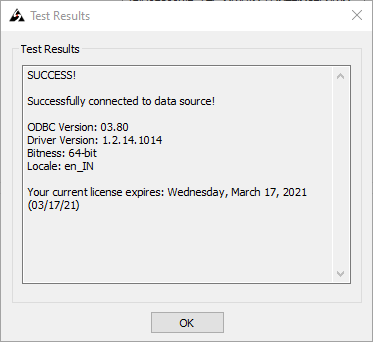 Test Results
Test Results
SUCCESS!
Successfully connected to data source!
ODBC Version: 03.80
Driver Version: 1.2.14.1014
Bitness: 64-bit
Locale: en_IN
Your current license expires: Wednesday, March 17, 2021
(03/17/21)
OK